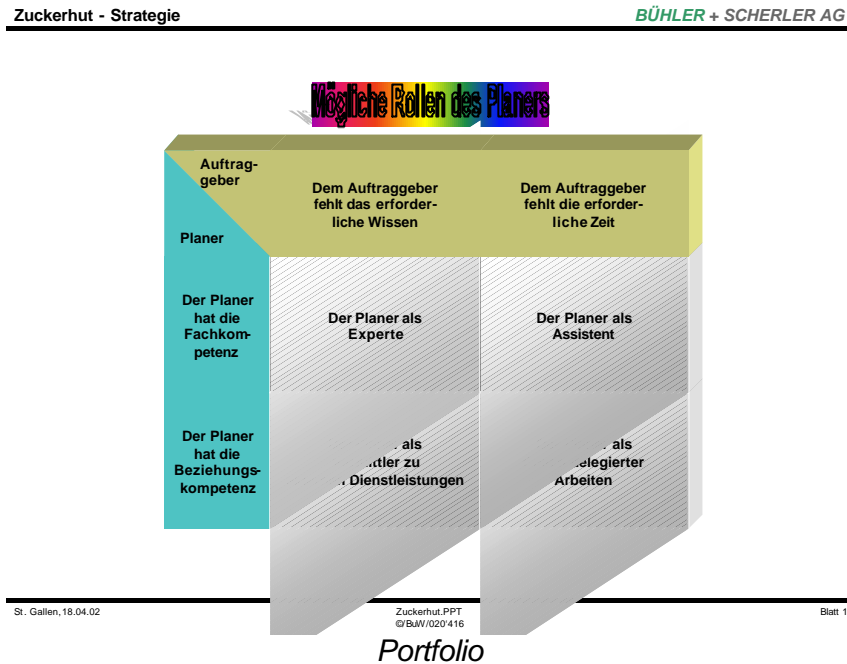 Zuckerhut - Strategie
BÜHLER + SCHERLER AG
Mögliche Rollen des Planers
Auftrag-
geber
Planer
Dem Auftraggeber
fehlt das erforder-
liche Wissen
Dem Auftraggeber
fehlt die erforder-
liche Zeit
Der Planer
hat die
Fachkom-
petenz
Der Planer als
Experte
Der Planer als
Assistent
Der Planer
hat die
Beziehungs-
kompetenz
als
zu
Dienstleistungen
als
Arbeiten
St. Gallen,18.04.02
Zuckerhut.PPT
©/BuW/020'416
Blatt 1
Portfolio